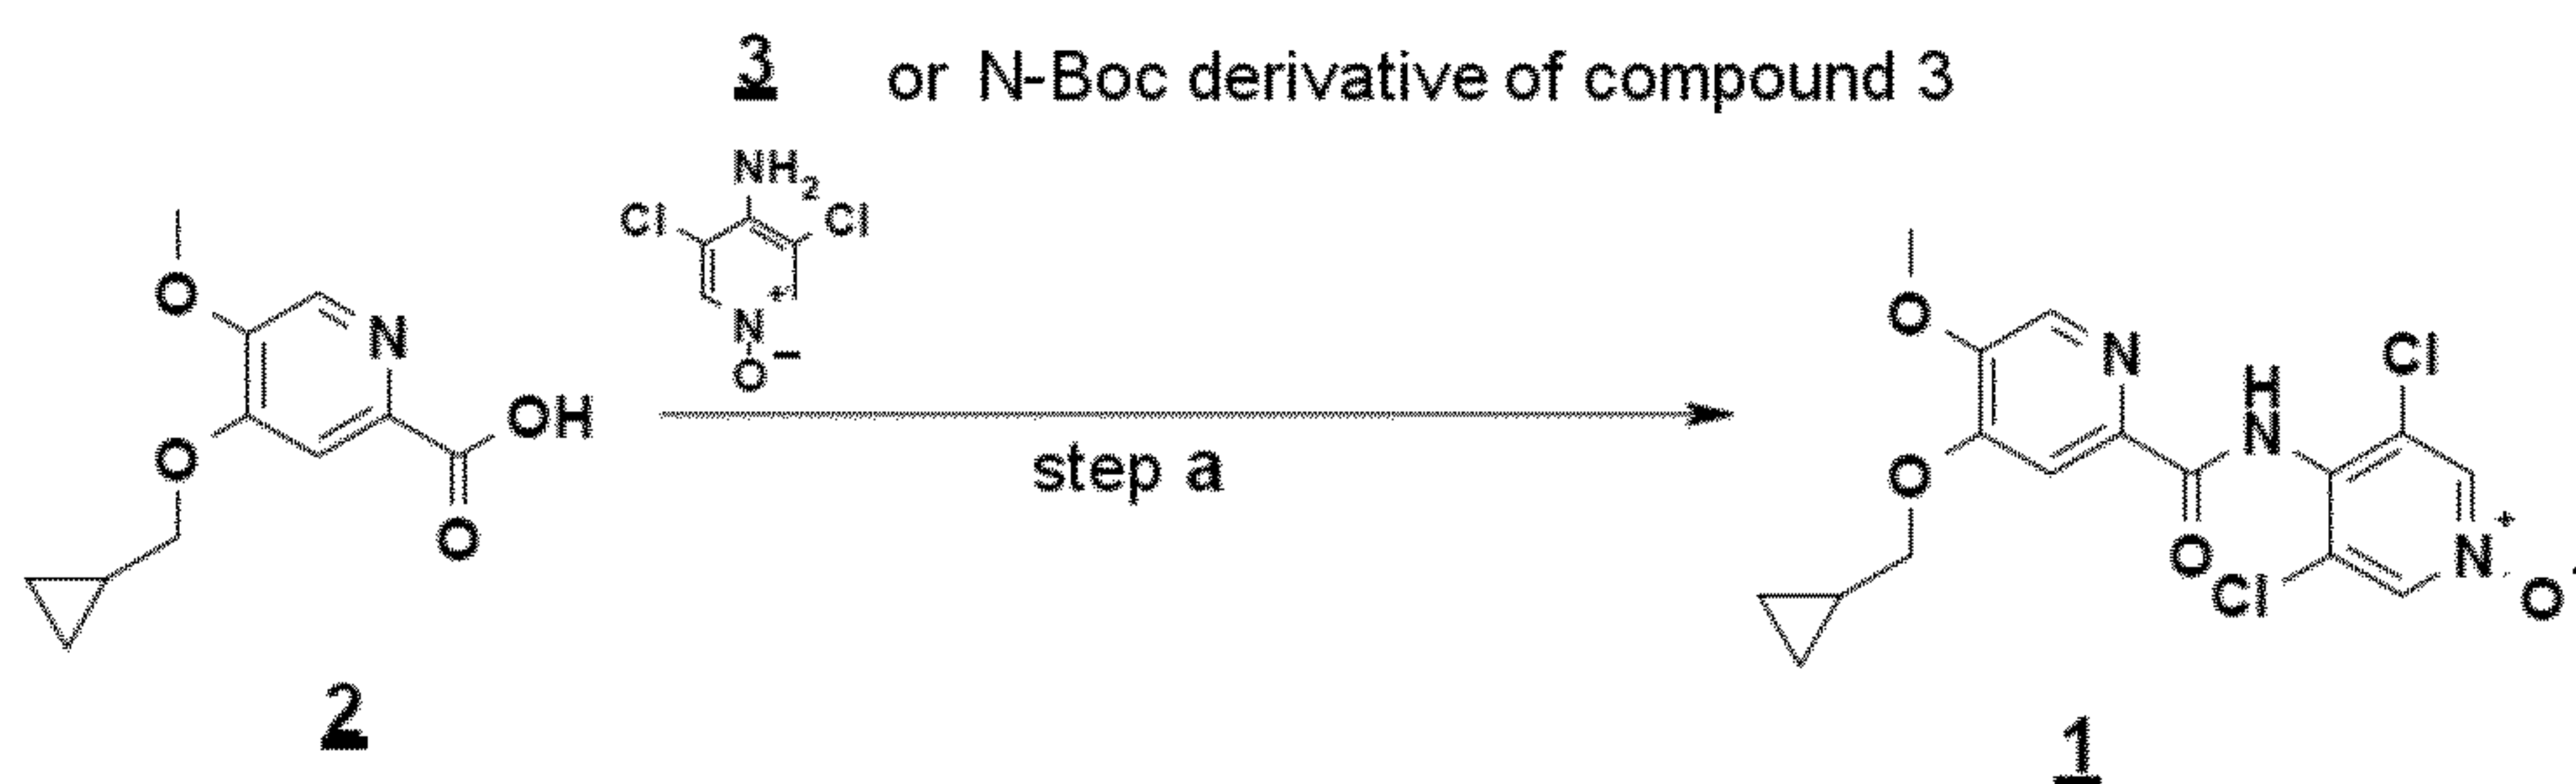 3 or N-Boc derivative of compound 3
NH2
Cl Cl
N+
O−
O
N
OH
O
O
2
step a
O
N
H
N
Cl
O
O
Cl
N+
O-
1